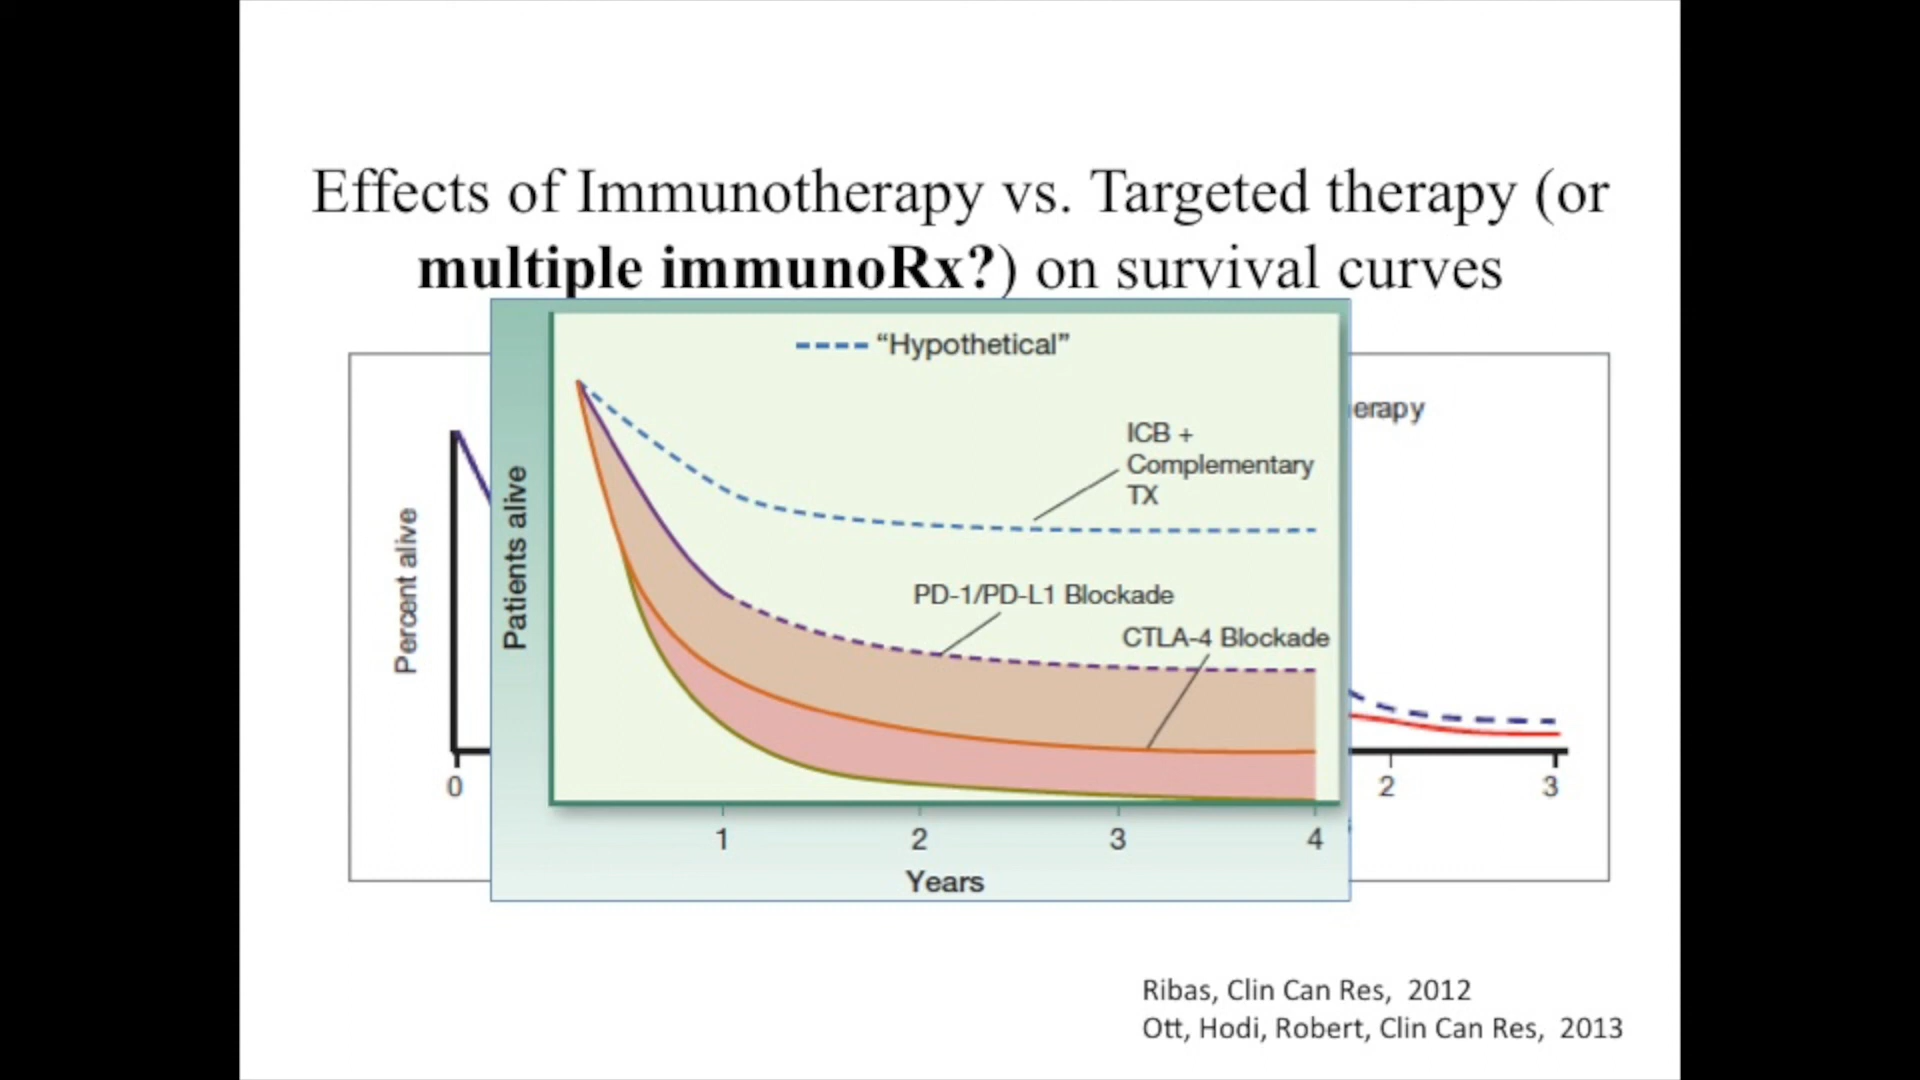 Effects of Immunotherapy vs. Targeted therapy (or
multiple immunoRx?) on survival curves
"Hypothetical"
ICB +
Complementary
TX
PD-1/PD-L1 Blockade
CTLA-4 Blockade
Patients alive
1 2 3 4
Years
erapy
Percent alive
0 2 3
Ribas, Clin Can Res, 2012
Ott, Hodi, Robert, Clin Can Res, 2013